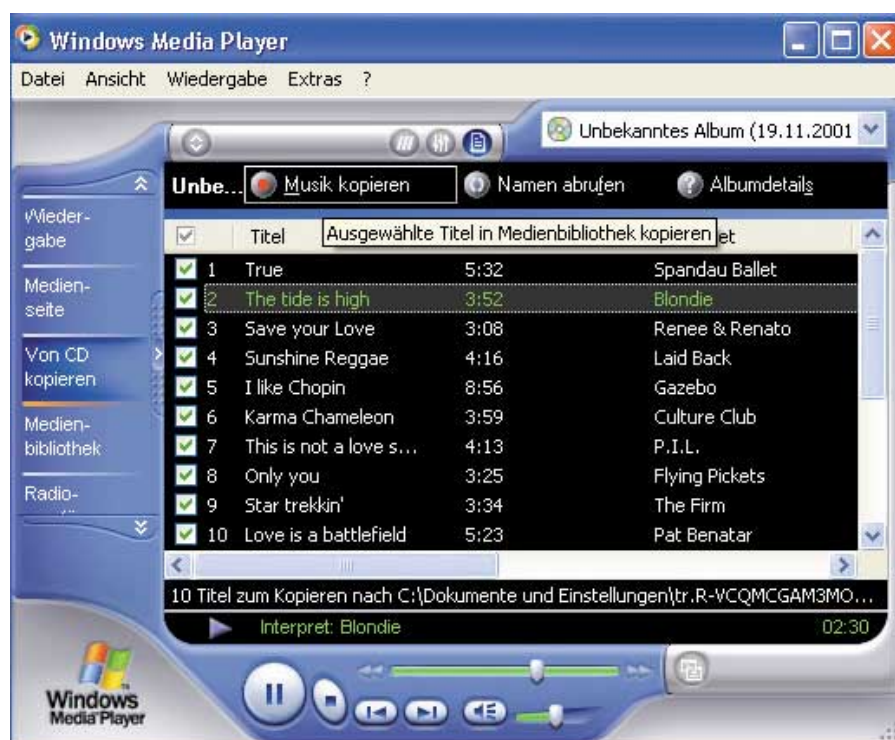 Windows Media Player
Datei Ansicht Wiedergabe Extras ?
Unbekanntes Album (19.11.2001
Unbe... Musik kopieren Namen abrufen Albumdetails
Wieder-
gabe
Medien-
seite
Von CD
kopieren
Medien-
bibliothek
Radio-
Titel Ausgewählte Titel in Medienbibliothek kopieren et
1 True 5:32 Spandau Ballet
2 The tide is high 3:52 Blondie
3 Save your Love 3:08 Renee & Renato
4 Sunshine Reggae 4:16 Laid Back
5 I like Chopin 8:56 Gazebo
6 Karma Chameleon 3:59 Culture Club
7 This is not a love s... 4:13 P.I.L.
8 Only you 3:25 Flying Pickets
9 Star trekkin' 3:34 The Firm
10 Love is a battlefield 5:23 Pat Benatar
10 Titel zum Kopieren nach C:\Dokumente und Einstellungen\tr.R-VCQMCGAM3MO...
Interpret: Blondie 02:30
Windows
Media Player